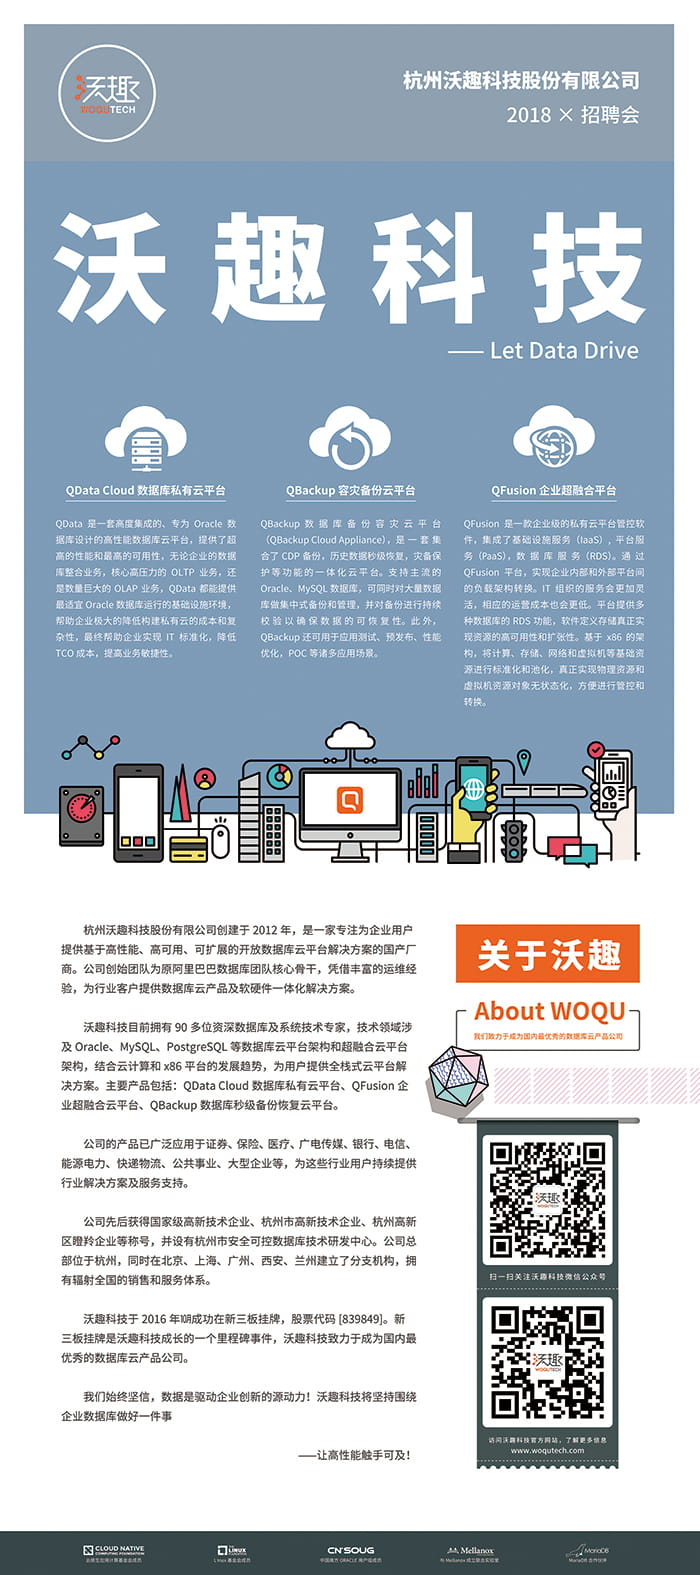 沃趣
WOQUTECH
杭州沃趣科技股份有限公司
2018 × 招聘会
沃趣科技
—— Let Data Drive
QData Cloud 数据库私有云平台
QData 是一套高度集成的、专为 Oracle 数
据库设计的高性能数据库云平台，提供了超
高的性能和最高的可用性，无论企业的数据
库整合业务，核心高压力的 OLTP 业务，还
是数量巨大的 OLAP 业务，QData 都能提供
最适宜 Oracle 数据库运行的基础设施环境，
帮助企业极大的降低构建私有云的成本和复
杂性，最终帮助企业实现 IT 标准化，降低
TCO 成本，提高业务敏捷性。
QBackup 容灾备份云平台
QBackup 数据库备份容灾云平台
（QBackup Cloud Appliance），是一套集
合了 CDP 备份，历史数据秒级恢复，灾备保
护等功能的一体化云平台。支持主流的
Oracle、MySQL 数据库，可同时对大量数据
库做集中式备份和管理，并对备份进行持续
校验以确保数据的可恢复性。此外，
QBackup 还可用于应用测试、预发布、性能
优化，POC 等诸多应用场景。
QFusion 企业超融合平台
QFusion 是一款企业级的私有云平台管控软
件，集成了基础设施服务（IaaS）, 平台服
务（PaaS），数据库服务（RDS）。通过
QFusion 平台，实现企业内部和外部平台间
的负载架构转换。IT 组织的服务会更加灵
活，相应的运营成本也会更低。平台提供多
种数据库的 RDS 功能，软件定义存储真正实
现资源的高可用性和扩张性。基于 x86 的架
构，将计算、存储、网络和虚拟机等基础资
源进行标准化和池化，真正实现物理资源和
虚拟机资源对象无状态化，方便进行管控和
转换。
杭州沃趣科技股份有限公司创建于 2012 年，是一家专注为企业用户
提供基于高性能、高可用、可扩展的开放数据库云平台解决方案的国产厂
商。公司创始团队为原阿里巴巴数据库团队核心骨干，凭借丰富的运维经
验，为行业客户提供数据库云产品及软硬件一体化解决方案。
沃趣科技目前拥有 90 多位资深数据库及系统技术专家，技术领域涉
及 Oracle、MySQL、PostgreSQL 等数据库云平台架构和超融合云平台
架构，结合云计算和 x86 平台的发展趋势，为用户提供全栈式云平台解
决方案。主要产品包括：QData Cloud 数据库私有云平台、QFusion 企
业超融合云平台、QBackup 数据库秒级备份恢复云平台。
公司的产品已广泛应用于证券、保险、医疗、广电传媒、银行、电信、
能源电力、快递物流、公共事业、大型企业等，为这些行业用户持续提供
行业解决方案及服务支持。
公司先后获得国家级高新技术企业、杭州市高新技术企业、杭州高新
区瞪羚企业等称号，并设有杭州市安全可控数据库技术研发中心。公司总
部位于杭州，同时在北京、上海、广州、西安、兰州建立了分支机构，拥
有辐射全国的销售和服务体系。
沃趣科技于 2016 年成功在新三板挂牌，股票代码 [839849]。新
三板挂牌是沃趣科技成长的一个里程碑事件，沃趣科技致力于成为国内最
优秀的数据库云产品公司。
我们始终坚信，数据是驱动企业创新的源动力！沃趣科技将坚持围绕
企业数据库做好一件事
——让高性能触手可及！
关于沃趣
About WOQU
我们致力于成为国内最优秀的数据库云产品公司
沃趣
WOQUTECH
扫一扫关注沃趣科技微信公众号
沃趣
WOQUTECH
访问沃趣科技官方网站，了解更多信息
www.woqutech.com
CLOUD NATIVE
COMPUTING FOUNDATION
云原生应用计算基金会成员
LINUX
FOUNDATION
Linux 基金会成员
CN'SOUG
中国南方 ORACLE 用户组成员
Mellanox
与 Mellanox 成立联合实验室
MariaDB
MariaDB 合作伙伴